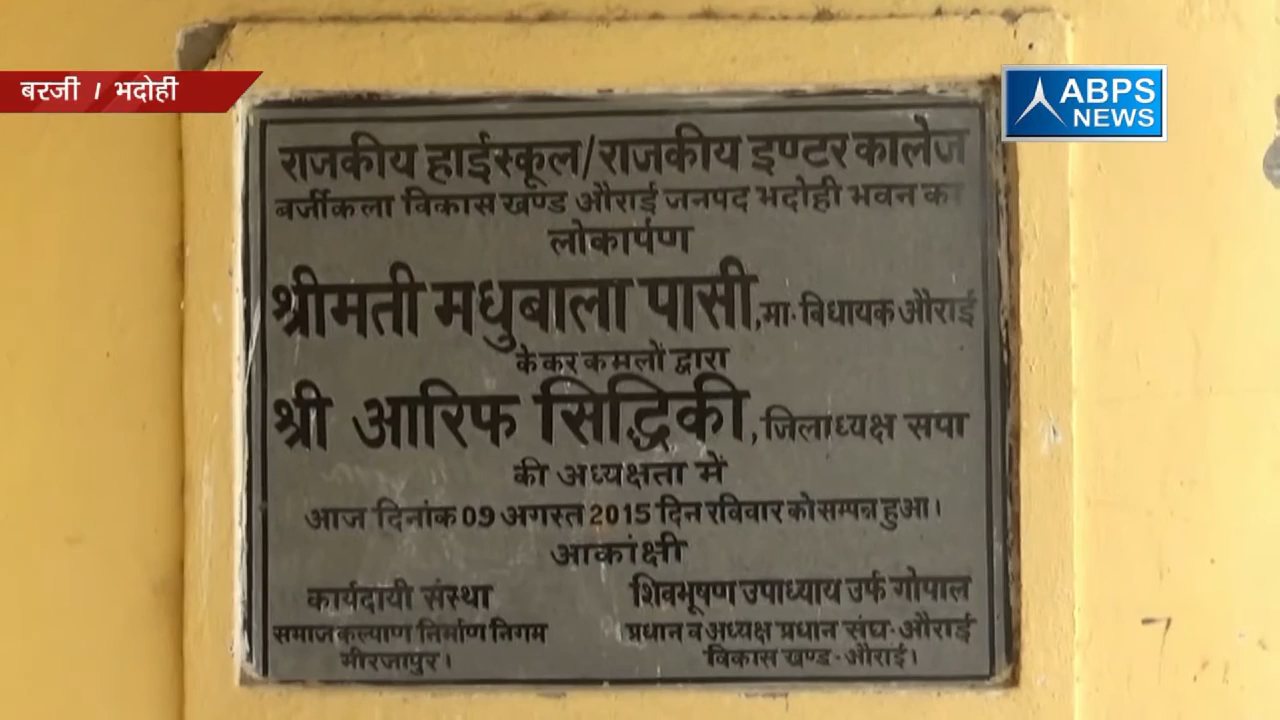 बरजी / भदोही
ABPS
NEWS
राजकीय हाईस्कूल/राजकीय इण्टर कालेज
बर्जीकला विकास खण्ड औराई जनपद भदोही भवन का
लोकार्पण
श्रीमती मधुबाला पासी, मा. विधायक औराई
के कर कमलों द्वारा
श्री आरिफ सिद्धिकी, जिलाध्यक्ष सपा
की अध्यक्षता में
आज दिनांक 09 अगस्त 2015 दिन रविवार को सम्पन्न हुआ।
आकांक्षी
कार्यदायी संस्था
समाज कल्याण निर्माण निगम
मीरजापुर।
शिवभूषण उपाध्याय उर्फ गोपाल
प्रधान व अध्यक्ष प्रधान संघ-औराई
विकास खण्ड-औराई।